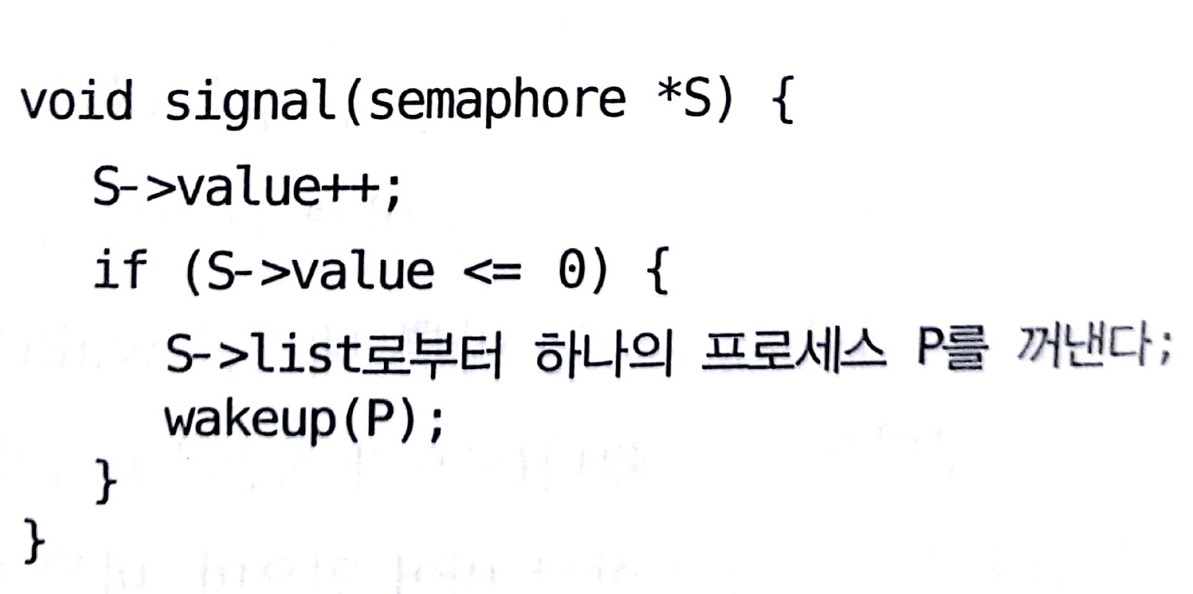 void signal(semaphore *S) {
S->value++;
if (S->value <= 0) {
S->list로부터 하나의 프로세스 P를 꺼낸다;
wakeup(P);
}
}